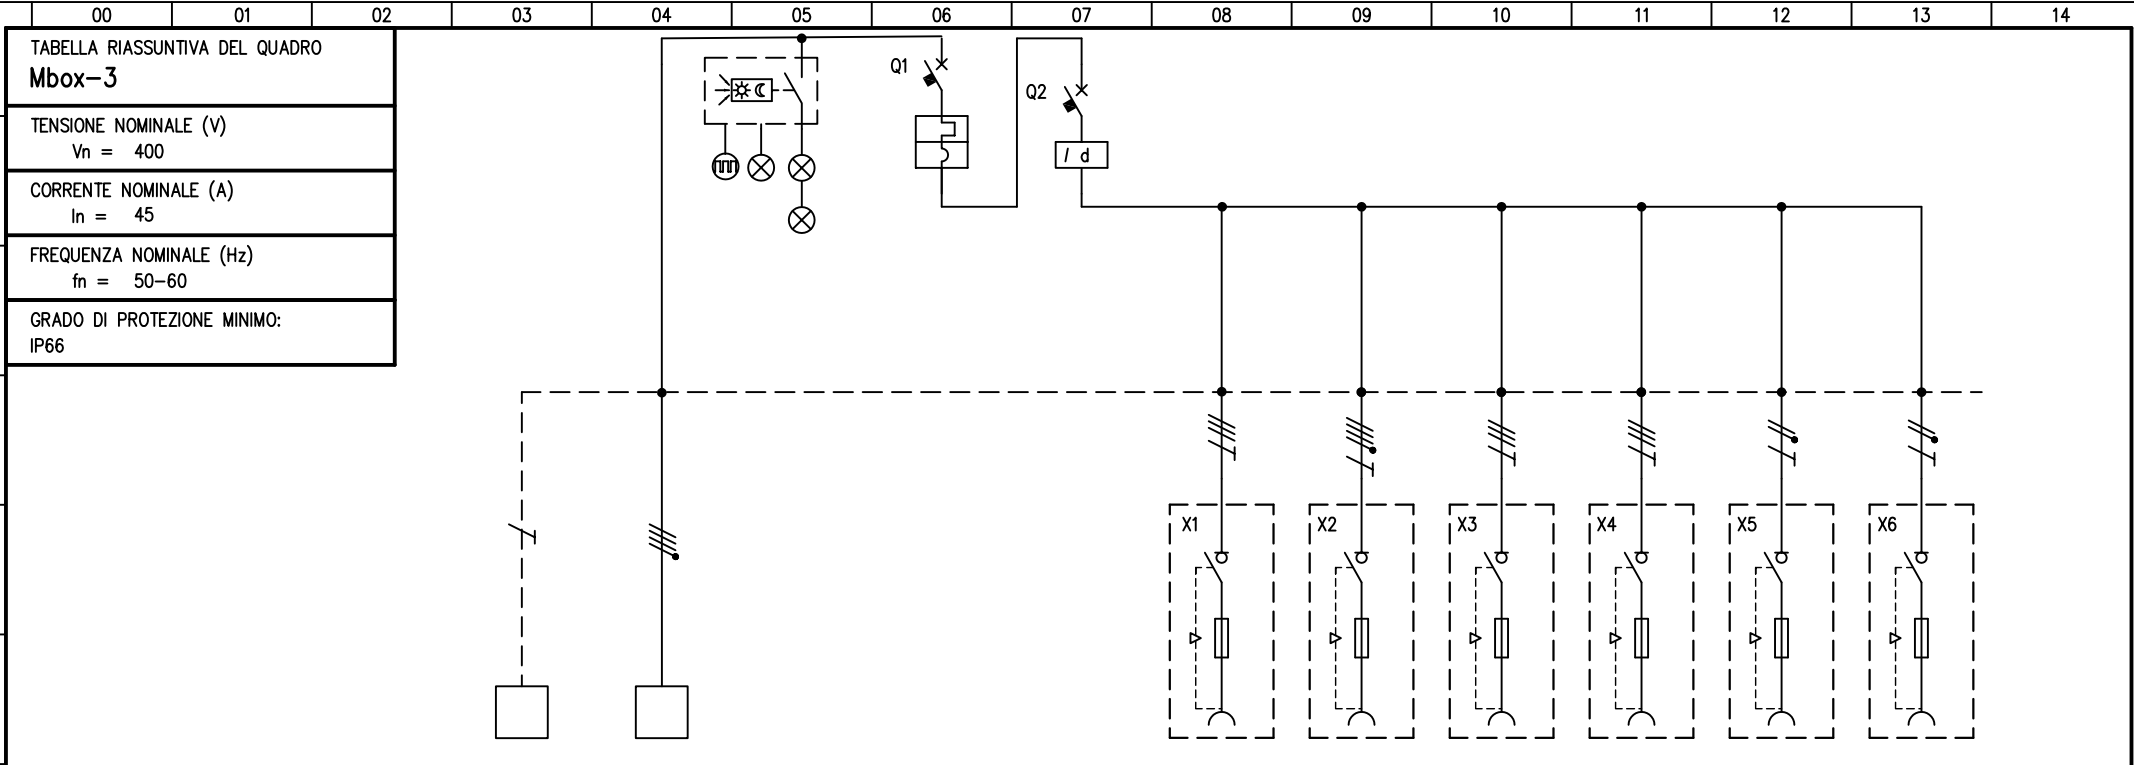 00 01 02 03 04 05 06 07 08 09 10 11 12 13 14
TABELLA RIASSUNTIVA DEL QUADRO
Mbox-3
TENSIONE NOMINALE (V)
Vn = 400
CORRENTE NOMINALE (A)
In = 45
FREQUENZA NOMINALE (Hz)
fn = 50-60
GRADO DI PROTEZIONE MINIMO:
IP66
Q1
Q2
I d
X1 X2 X3 X4 X5 X6